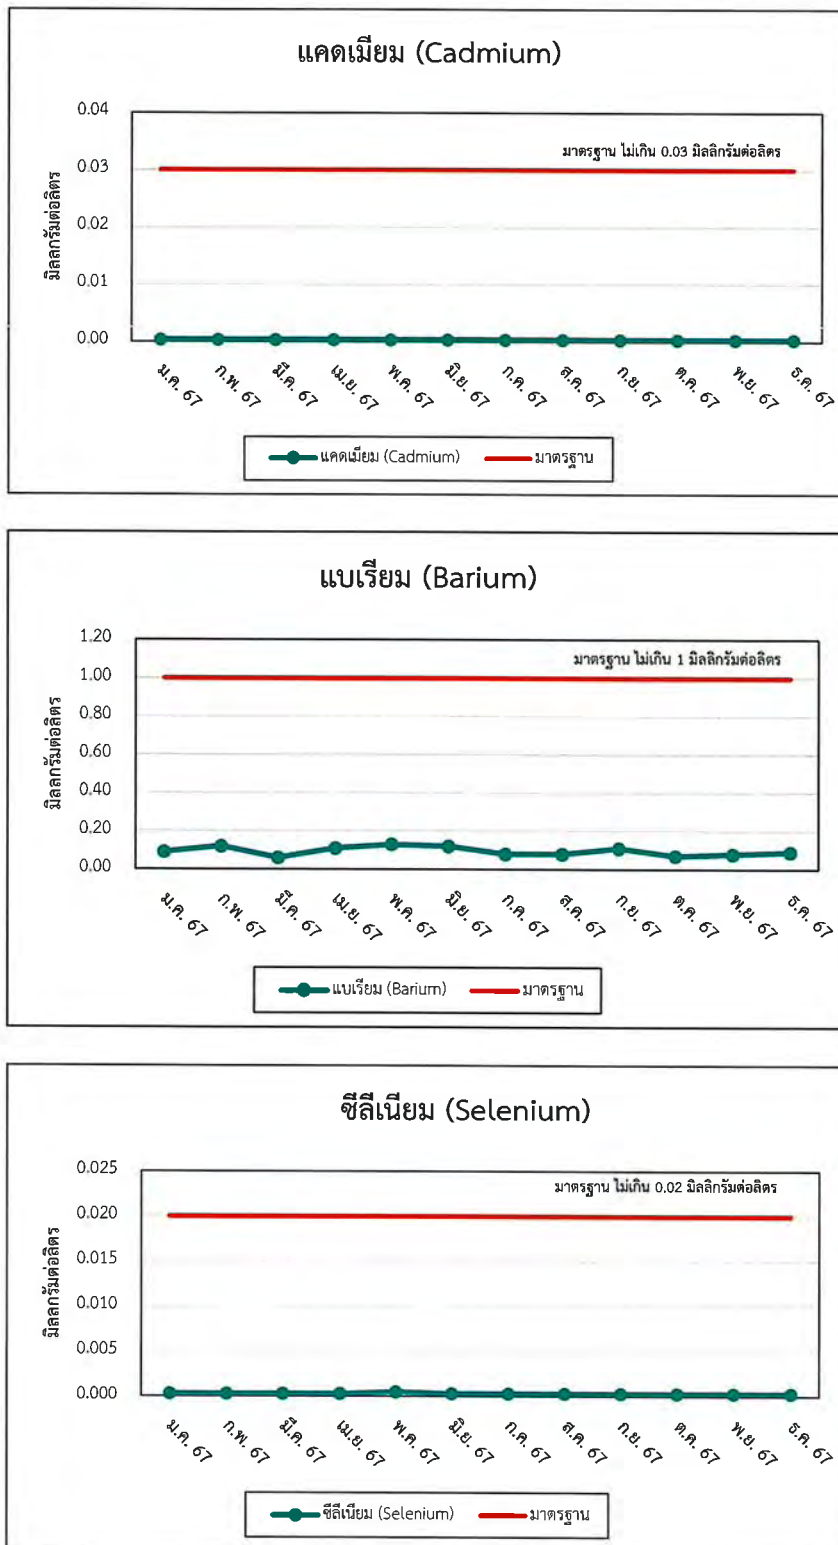 แคดเมียม (Cadmium)
0.04
มาตรฐาน ไม่เกิน 0.03 มิลลิกรัมต่อลิตร
0.03
0.02
0.01
0.00
มิลลกรัมต่อลิตร
ม.ค. 67
ก.พ. 67
มี.ค. 67
เม.ย. 67
พ.ค. 67
มิ.ย. 67
ก.ค. 67
ส.ค. 67
ก.ย. 67
ต.ค. 67
พ.ย. 67
ธ.ค. 67
แคดเมียม (Cadmium) มาตรฐาน
แบเรียม (Barium)
1.20
มาตรฐาน ไม่เกิน 1 มิลลิกรัมต่อลิตร
1.00
0.80
0.60
0.40
0.20
0.00
มิลลกรัมต่อลิตร
ม.ค. 67
ก.พ. 67
มี.ค. 67
เม.ย. 67
พ.ค. 67
มิ.ย. 67
ก.ค. 67
ส.ค. 67
ก.ย. 67
ต.ค. 67
พ.ย. 67
ธ.ค. 67
แบเรียม (Barium) มาตรฐาน
ซีลีเนียม (Selenium)
0.025
มาตรฐาน ไม่เกิน 0.02 มิลลิกรัมต่อลิตร
0.020
0.015
0.010
0.005
0.000
มิลลกรัมต่อลิตร
ม.ค. 67
ก.พ. 67
มี.ค. 67
เม.ย. 67
พ.ค. 67
มิ.ย. 67
ก.ค. 67
ส.ค. 67
ก.ย. 67
ต.ค. 67
พ.ย. 67
ธ.ค. 67
ซีลีเนียม (Selenium) มาตรฐาน